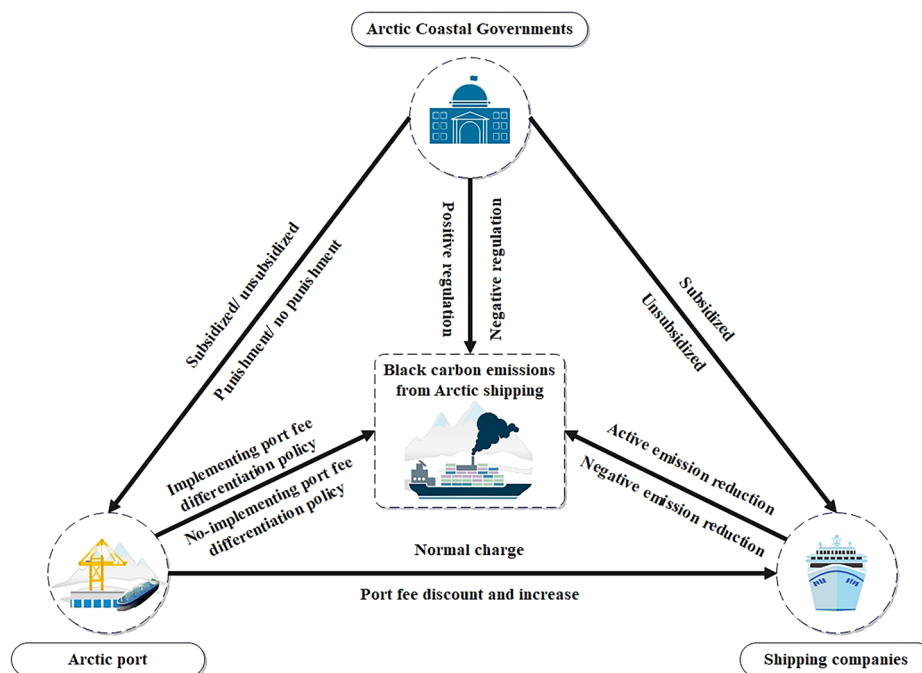 Arctic Coastal Governments
Subsidized/ unsubsidized
Punishment/ no punishment
Positive regulation
Negative regulation
Subsidized
Unsubsidized
Black carbon emissions
from Arctic shipping
Implementing port fee
differentiation policy
No-implementing port fee
differentiation policy
Active emission reduction
Negative emission reduction
Normal charge
Port fee discount and increase
Arctic port
Shipping companies